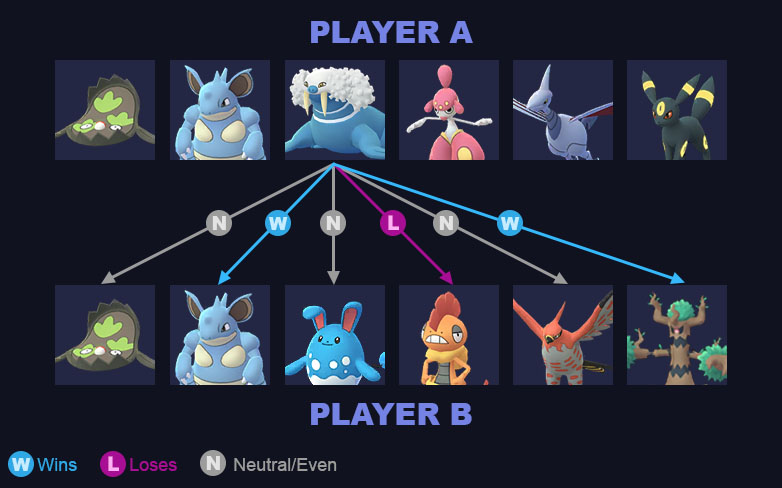 PLAYER A
N W N L N W
PLAYER B
W Wins L Loses N Neutral/Even